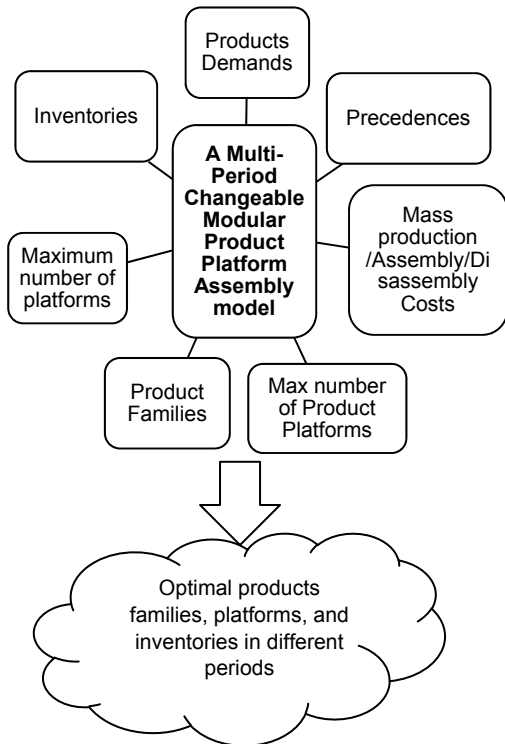 Products
Demands
Inventories
Precedences
A Multi-
Period
Changeable
Modular
Product
Platform
Assembly
model
Maximum
number of
platforms
Mass
production
/Assembly/Di
sassembly
Costs
Product
Families
Max number
of Product
Platforms
Optimal products
families, platforms, and
inventories in different
periods